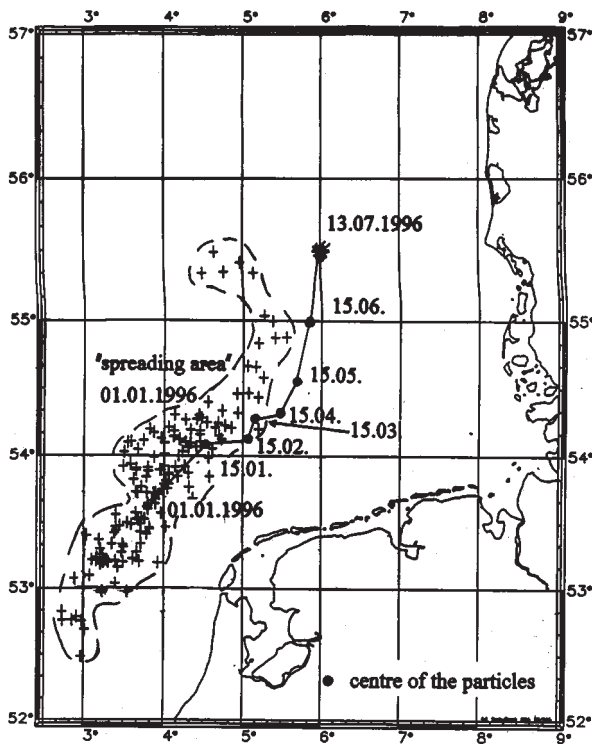 3° 4° 5° 6° 7° 8° 9°
57° 57°
56° 56°
13.07.1996
55° 15.06. 55°
"spreading area" 15.05.
01.01.1996 15.04.
15.03
54° 15.02. 54°
15.01.
01.01.1996
53° 53°
centre of the particles
52° 52°
3° 4° 5° 6° 7° 8° 9°